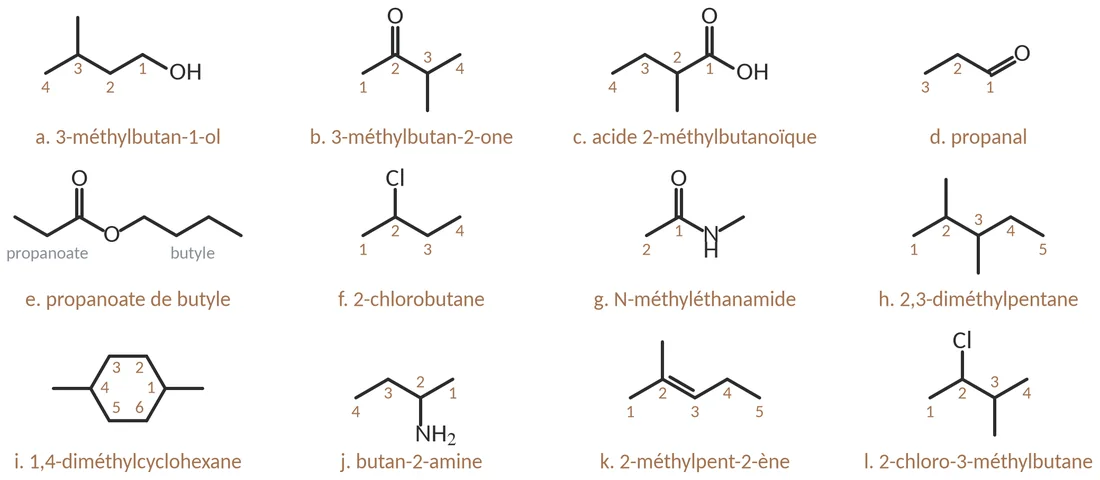 OH
4
3
2
1
a. 3-méthylbutan-1-ol
O
1
2
3
4
b. 3-méthylbutan-2-one
O
OH
4
3
2
1
c. acide 2-méthylbutanoïque
O
3
2
1
d. propanal
O
O
propanoate
butyle
e. propanoate de butyle
Cl
1
2
3
4
f. 2-chlorobutane
O
N
H
2
1
g. N-méthyléthanamide
1
2
3
4
5
h. 2,3-diméthylpentane
3 2
4 1
5 6
i. 1,4-diméthylcyclohexane
4
3
2
1
NH2
j. butan-2-amine
1
2
3
4
5
k. 2-méthylpent-2-ène
Cl
1
2
3
4
l. 2-chloro-3-méthylbutane